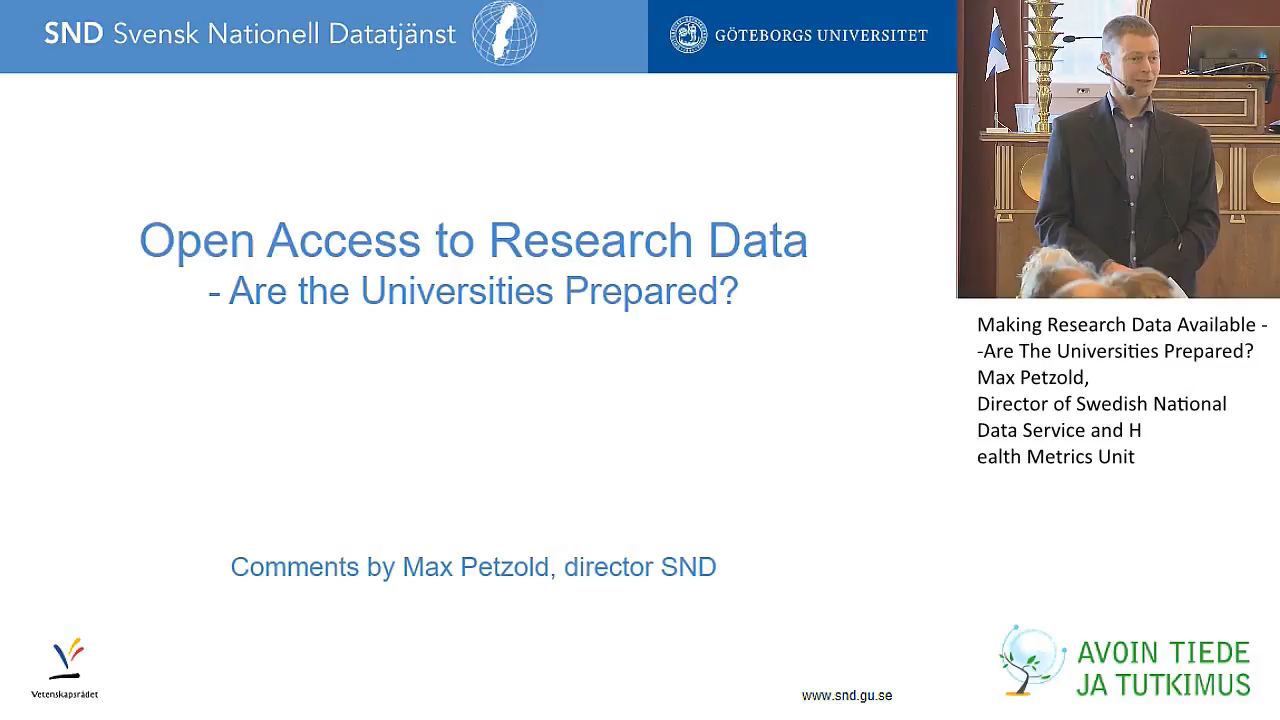 SND Svensk Nationell Datatjänst
GÖTEBORGS UNIVERSITET
Open Access to Research Data
- Are the Universities Prepared?
Comments by Max Petzold, director SND
Vetenskapsrådet
www.snd.gu.se
Making Research Data Available -
-Are The Universities Prepared?
Max Petzold,
Director of Swedish National
Data Service and H
ealth Metrics Unit
AVOIN TIEDE
JA TUTKIMUS